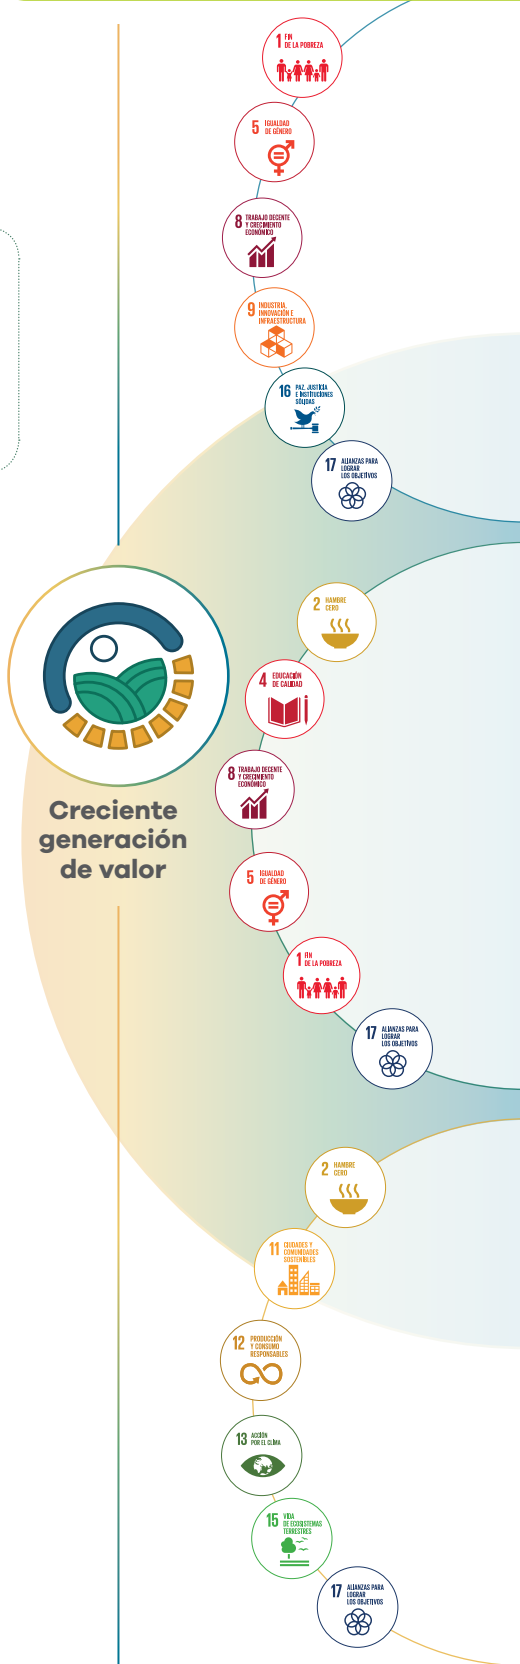 1 FIN
DE LA POBREZA
5 IGUALDAD
DE GÉNERO
8 TRABAJO DECENTE
Y CRECIMIENTO
ECONÓMICO
9 INDUSTRIA,
INNOVACIÓN E
INFRAESTRUCTURA
16 PAZ, JUSTICIA
E INSTITUCIONES
SÓLIDAS
17 ALIANZAS PARA
LOGRAR
LOS OBJETIVOS
2 HAMBRE
CERO
4 EDUCACIÓN
DE CALIDAD
8 TRABAJO DECENTE
Y CRECIMIENTO
ECONÓMICO
Creciente
generación
de valor
5 IGUALDAD
DE GÉNERO
1 FIN
DE LA POBREZA
17 ALIANZAS PARA
LOGRAR
LOS OBJETIVOS
2 HAMBRE
CERO
11 CIUDADES Y
COMUNIDADES
SOSTENIBLES
12 PRODUCCIÓN
Y CONSUMO
RESPONSABLES
13 ACCIÓN
POR EL CLIMA
15 VIDA
DE ECOSISTEMAS
TERRESTRES
17 ALIANZAS PARA
LOGRAR
LOS OBJETIVOS